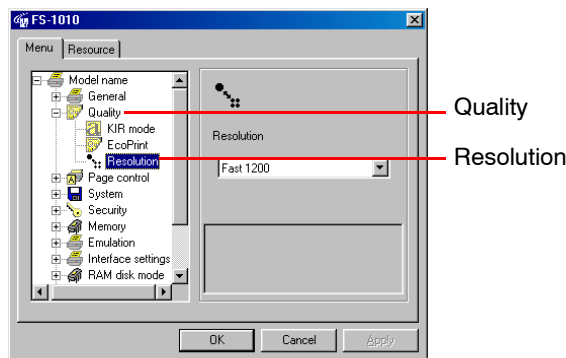 FS-1010
Menu
Resource
Model name
General
Quality
KIR mode
EcoPrint
Resolution
Page control
System
Security
Memory
Emulation
Interface settings
RAM disk mode
Resolution
Fast 1200
OK
Cancel
Apply
Quality
Resolution